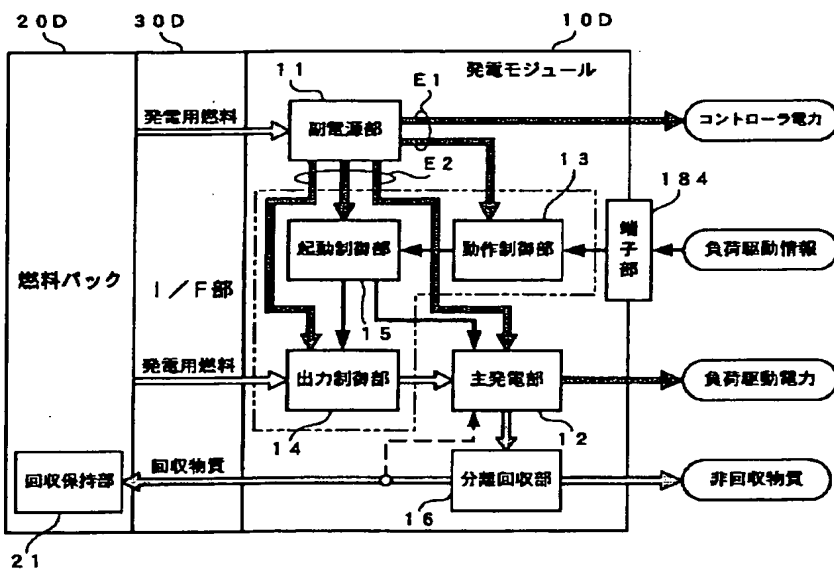 20D
30D
10D
11
発電モジュール
E1
発電用燃料
副電源部
コントローラ電力
E2
13
184
起動制御部
動作制御部
端子部
負荷駆動情報
燃料パック
I/F部
15
発電用燃料
出力制御部
主発電部
負荷駆動電力
14
12
回収物質
回収保持部
分離回収部
非回収物質
16
21